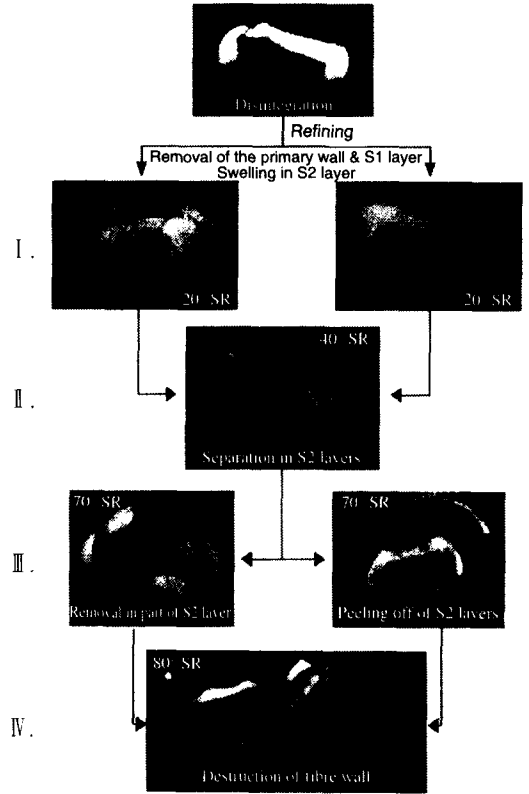 Disintegration
Refining
Removal of the primary wall & S1 layer
Swelling in S2 layer
Ⅰ.
20 SR
20 SR
40 SR
Ⅱ.
Separation in S2 layers
70 SR
70 SR
Ⅲ.
Removal in part of S2 layer
Peeling off of S2 layers
80 SR
Ⅳ.
Destruction of fibre wall